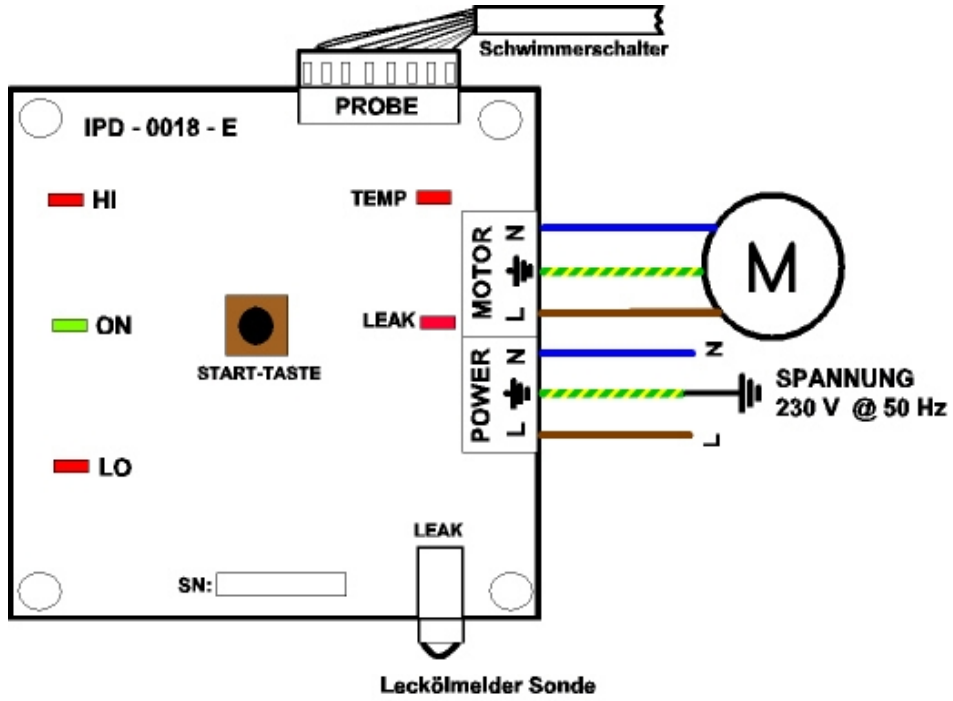 Schwimmerschalter
PROBE
IPD - 0018 - E
HI
TEMP
MOTOR
N
L
M
ON
LEAK
START-TASTE
POWER
N
L
N
SPANNUNG
230 V @ 50 Hz
L
LO
LEAK
SN:
Leckölmelder Sonde